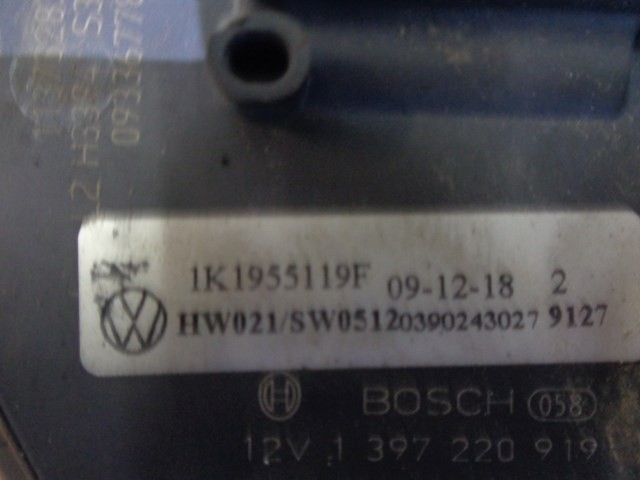 1K1955119F 09-12-18 2
HW021/SW0512 0390243027 9127
BOSCH 058
12V 1 397 220 919